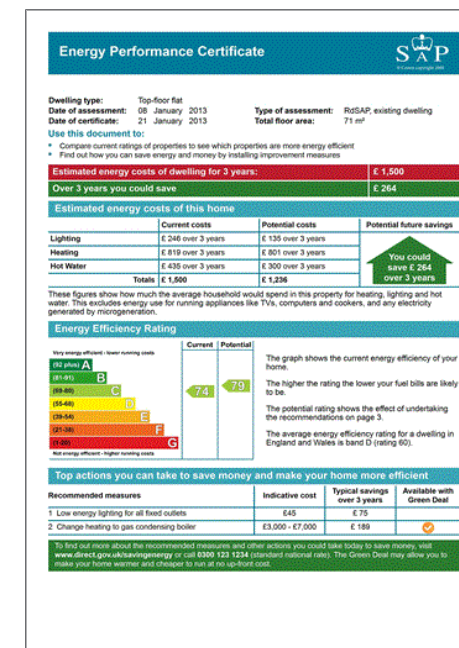 Energy Performance Certificate
SAP
© Crown copyright 2009
Dwelling type: Top-floor flat
Date of assessment: 08 January 2013 Type of assessment: RdSAP, existing dwelling
Date of certificate: 21 January 2013 Total floor area: 71 m²
Use this document to:
• Compare current ratings of properties to see which properties are more energy efficient
• Find out how you can save energy and money by installing improvement measures
Estimated energy costs of dwelling for 3 years: £ 1,500
Over 3 years you could save £ 264
Estimated energy costs of this home
Current costs Potential costs Potential future savings
Lighting £ 246 over 3 years £ 135 over 3 years
Heating £ 819 over 3 years £ 801 over 3 years
Hot Water £ 435 over 3 years £ 300 over 3 years
Totals £ 1,500 £ 1,236
You could
save £ 264
over 3 years
These figures show how much the average household would spend in this property for heating, lighting and hot
water. This excludes energy use for running appliances like TVs, computers and cookers, and any electricity
generated by microgeneration.
Energy Efficiency Rating
Current Potential
Very energy efficient - lower running costs
(92 plus) A
(81-91) B
(69-80) C
(55-68) D
(39-54) E
(21-38) F
(1-20) G
Not energy efficient - higher running costs
74
79
The graph shows the current energy efficiency of your
home.
The higher the rating the lower your fuel bills are likely
to be.
The potential rating shows the effect of undertaking
the recommendations on page 3.
The average energy efficiency rating for a dwelling in
England and Wales is band D (rating 60).
Top actions you can take to save money and make your home more efficient
Recommended measures Indicative cost Typical savings over 3 years Available with Green Deal
1 Low energy lighting for all fixed outlets £45 £ 75
2 Change heating to gas condensing boiler £3,000 - £7,000 £ 189
To find out more about the recommended measures and other actions you could take today to save money, visit
www.direct.gov.uk/savingenergy or call 0300 123 1234 (standard national rate). The Green Deal may allow you to
make your home warmer and cheaper to run at no up-front cost.